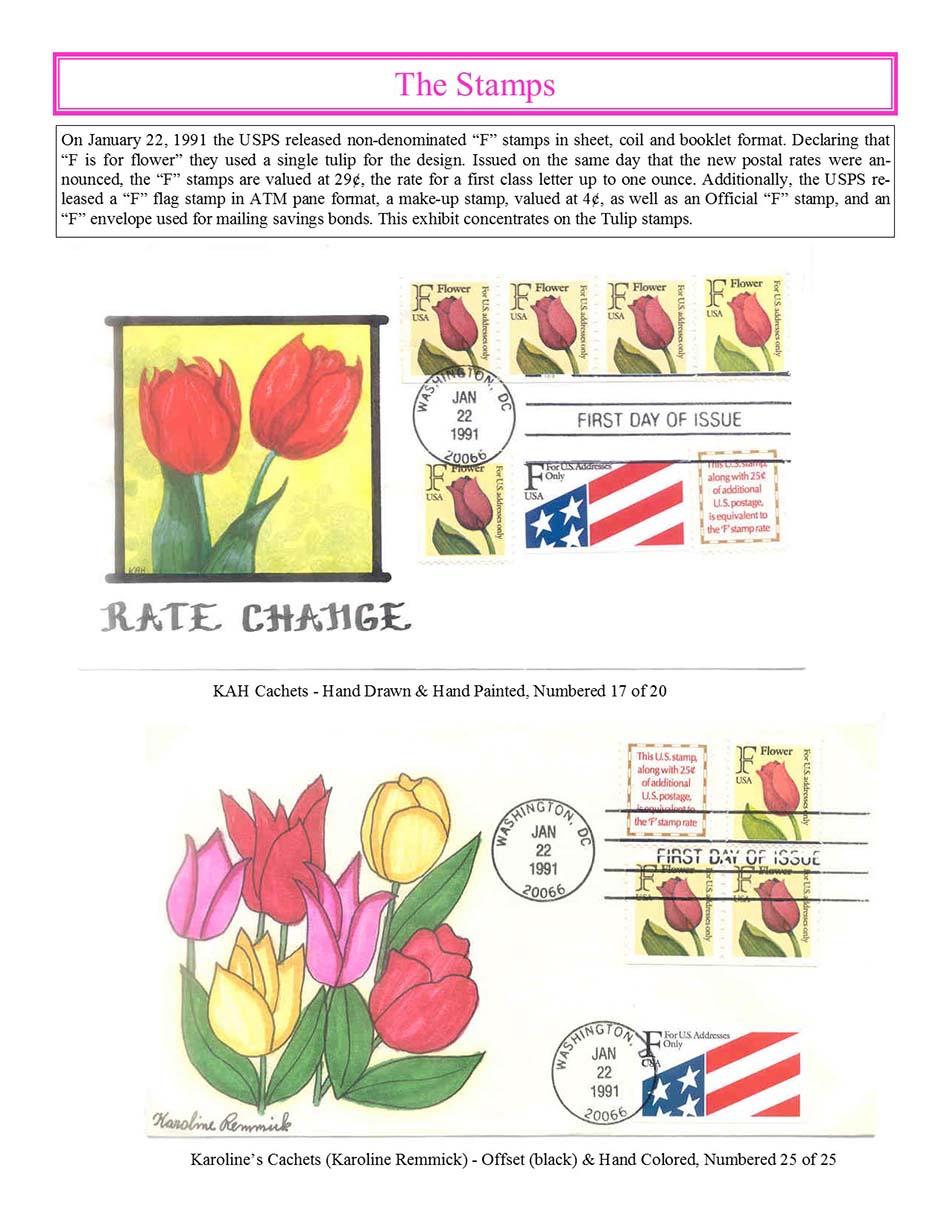 The Stamps
On January 22, 1991 the USPS released non-denominated “F” stamps in sheet, coil and booklet format. Declaring that
“F is for flower” they used a single tulip for the design. Issued on the same day that the new postal rates were an-
nounced, the “F” stamps are valued at 29¢, the rate for a first class letter up to one ounce. Additionally, the USPS re-
leased a “F” flag stamp in ATM pane format, a make-up stamp, valued at 4¢, as well as an Official “F” stamp, and an
“F” envelope used for mailing savings bonds. This exhibit concentrates on the Tulip stamps.
F Flower
USA
For U.S. addresses only
F Flower
USA
For U.S. addresses only
F Flower
USA
For U.S. addresses only
F Flower
USA
For U.S. addresses only
WASHINGTON, DC
JAN
22
1991
20066
FIRST DAY OF ISSUE
F Flower
USA
For U.S. addresses only
F For U.S. Addresses
Only
USA
This U.S. stamp,
along with 25¢
of additional
U.S. postage,
is equivalent to
the 'F' stamp rate
KAH
RATE CHANGE
KAH Cachets - Hand Drawn & Hand Painted, Numbered 17 of 20
This U.S. stamp,
along with 25¢
of additional
U.S. postage,
is equivalent to
the 'F' stamp rate
F Flower
USA
For U.S. addresses only
WASHINGTON, DC
JAN
22
1991
20066
FIRST DAY OF ISSUE
F Flower
USA
For U.S. addresses only
F Flower
USA
For U.S. addresses only
WASHINGTON, DC
JAN
22
1991
20066
F For U.S. Addresses
Only
USA
Karoline Remmick
Karoline’s Cachets (Karoline Remmick) - Offset (black) & Hand Colored, Numbered 25 of 25